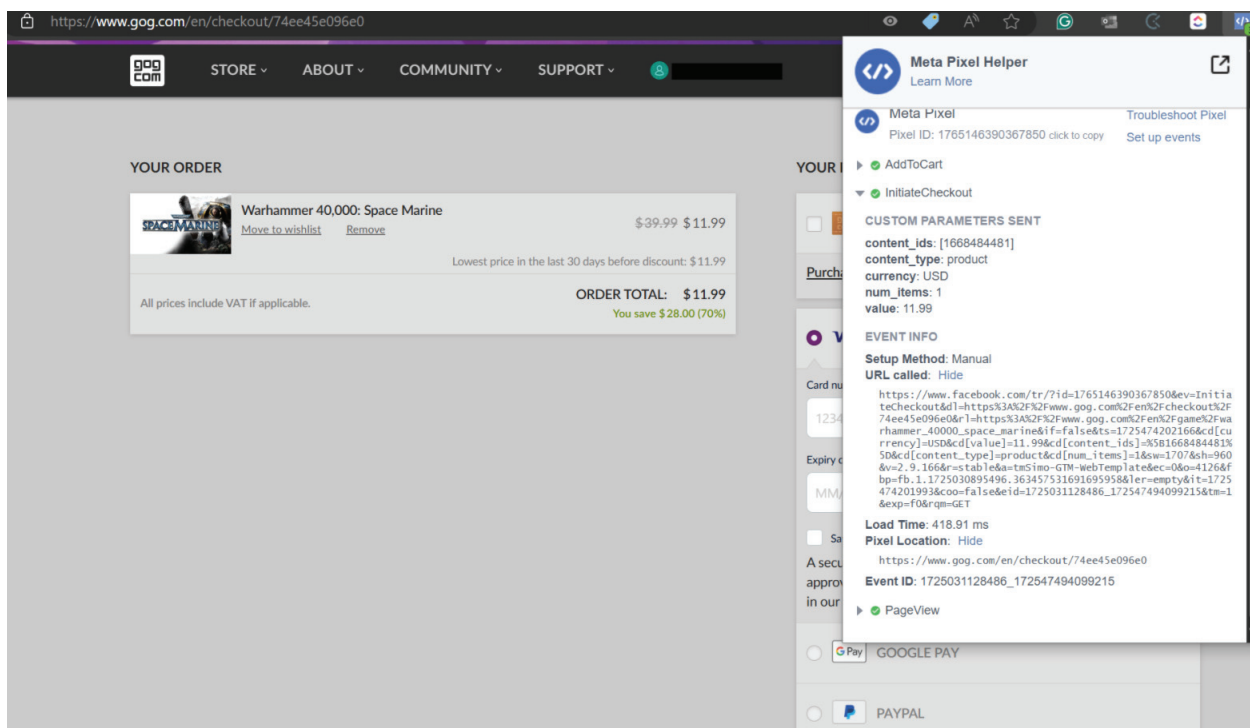 https://www.gog.com/en/checkout/74ee45e096e0
gog
com
STORE
ABOUT
COMMUNITY
SUPPORT
YOUR ORDER
SPACE MARINE
Warhammer 40,000: Space Marine
Move to wishlist Remove
$39.99 $11.99
Lowest price in the last 30 days before discount: $11.99
All prices include VAT if applicable.
ORDER TOTAL: $11.99
You save $28.00 (70%)
YOUR
Purcha
V
Card nu
1234
Expiry d
MM/
Sa
A secu
approv
in our
G Pay GOOGLE PAY
PAYPAL
Meta Pixel Helper
Learn More
Meta Pixel
Troubleshoot Pixel
Pixel ID: 1765146390367850 click to copy
Set up events
AddToCart
InitiateCheckout
CUSTOM PARAMETERS SENT
content_ids: [1668484481]
content_type: product
currency: USD
num_items: 1
value: 11.99
EVENT INFO
Setup Method: Manual
URL called: Hide
https://www.facebook.com/tr/?id=1765146390367850&ev=Initia
teCheckout&dl=https%3A%2F%2Fwww.gog.com%2Fen%2Fcheckout%2F
74ee45e096e0&rl=https%3A%2F%2Fwww.gog.com%2Fen%2Fgame%2Fwa
rhammer_40000_space_marine&if=false&ts=1725474202166&cd[cu
rrency]=USD&cd[value]=11.99&cd[content_ids]=%5B1668484481%
5D&cd[content_type]=product&cd[num_items]=1&sw=1707&sh=960
&v=2.9.166&r=stable&a=tmSimo-GTM-WebTemplate&ec=0&o=4126&f
bp=fb.1.1725030895496.363457531691695958&ler=empty&it=1725
474201993&coo=false&eid=1725031128486_172547494099215&tm=1
&exp=f0&rqm=GET
Load Time: 418.91 ms
Pixel Location: Hide
https://www.gog.com/en/checkout/74ee45e096e0
Event ID: 1725031128486_172547494099215
PageView